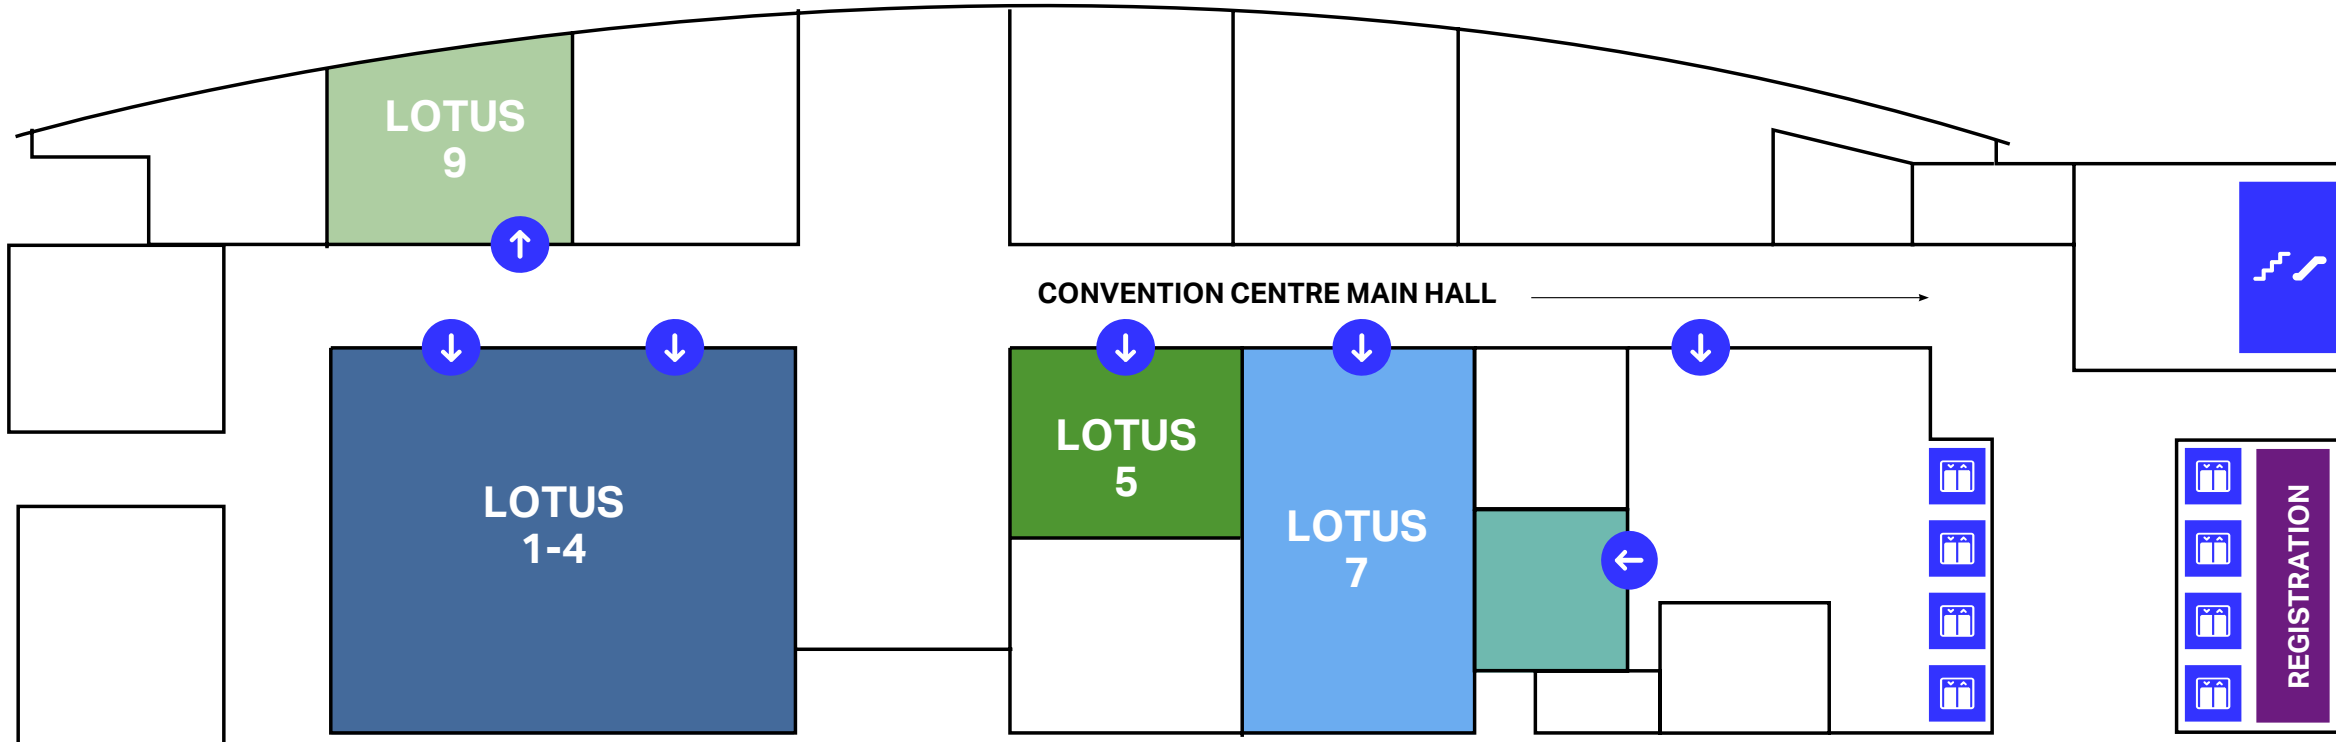 LOTUS
9
CONVENTION CENTRE MAIN HALL
LOTUS
1-4
LOTUS
5
LOTUS
7
REGISTRATION